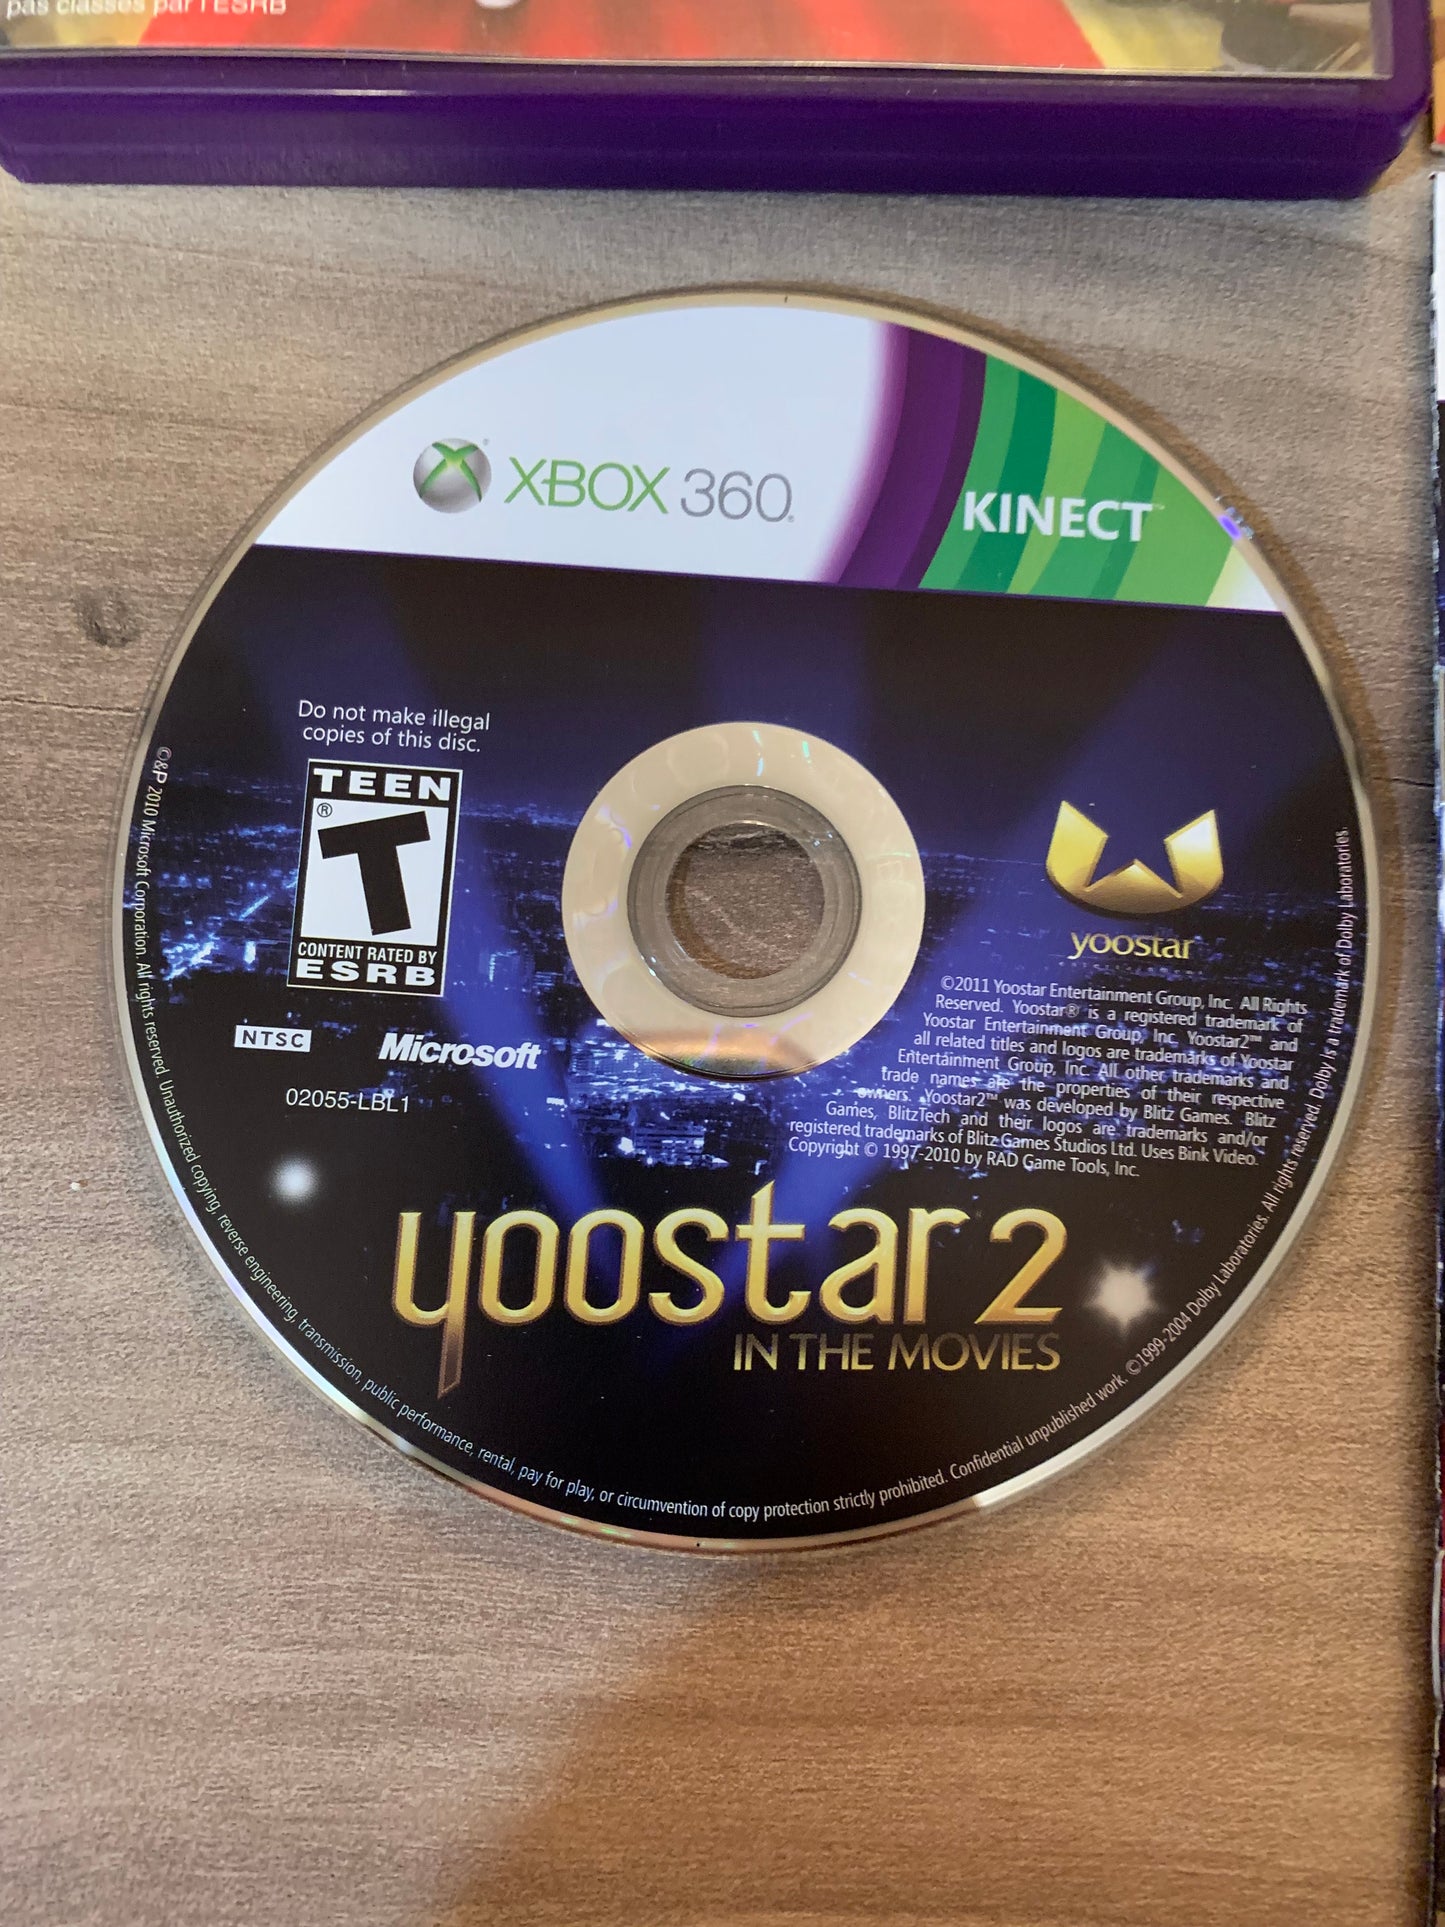 pas classés par l'ESRB
XBOX 360
KINECT™
Do not make illegal
copies of this disc.
TEEN
T
®
CONTENT RATED BY
ESRB
NTSC
Microsoft
02055-LBL1
yoostar
©2011 Yoostar Entertainment Group, Inc. All Rights
Reserved. Yoostar® is a registered trademark of
Yoostar Entertainment Group, Inc. Yoostar2™ and
all related titles and logos are trademarks of Yoostar
Entertainment Group, Inc. All other trademarks and
trade names are the properties of their respective
owners. Yoostar2™ was developed by Blitz Games. Blitz
Games, BlitzTech and their logos are trademarks and/or
registered trademarks of Blitz Games Studios Ltd. Uses Bink Video.
Copyright © 1997-2010 by RAD Game Tools, Inc.
yoostar2
IN THE MOVIES
©&P 2010 Microsoft Corporation. All rights reserved. Unauthorized copying, reverse engineering, transmission, public performance, rental, pay for play, or circumvention of copy protection strictly prohibited. Confidential unpublished work. ©1999-2004 Dolby Laboratories. All rights reserved. Dolby is a trademark of Dolby Laboratories.